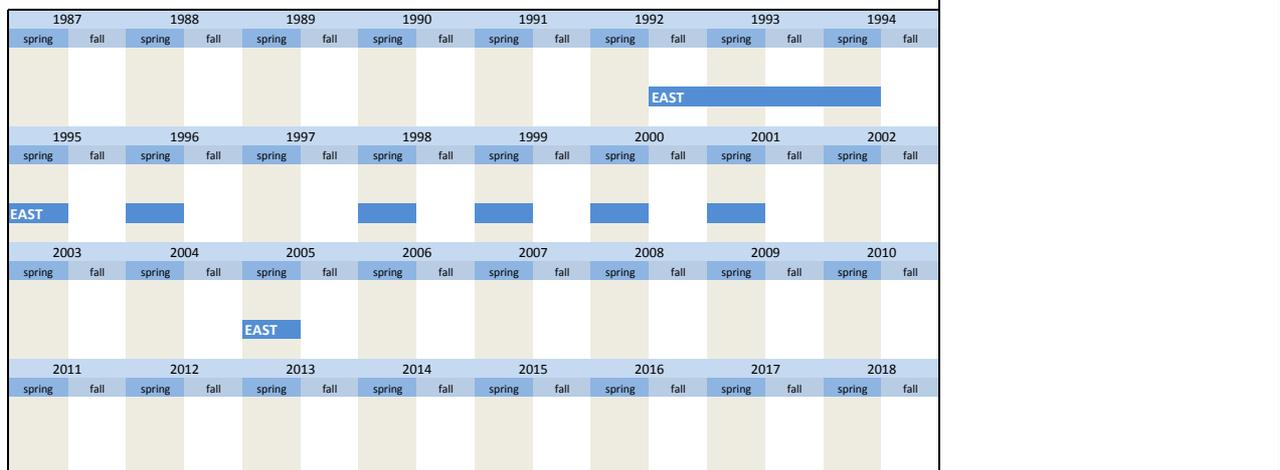 1987 1988 1989 1990 1991 1992 1993 1994
spring fall spring fall spring fall spring fall spring fall spring fall spring fall spring fall
EAST
1995 1996 1997 1998 1999 2000 2001 2002
spring fall spring fall spring fall spring fall spring fall spring fall spring fall spring fall
EAST
2003 2004 2005 2006 2007 2008 2009 2010
spring fall spring fall spring fall spring fall spring fall spring fall spring fall spring fall
EAST
2011 2012 2013 2014 2015 2016 2017 2018
spring fall spring fall spring fall spring fall spring fall spring fall spring fall spring fall